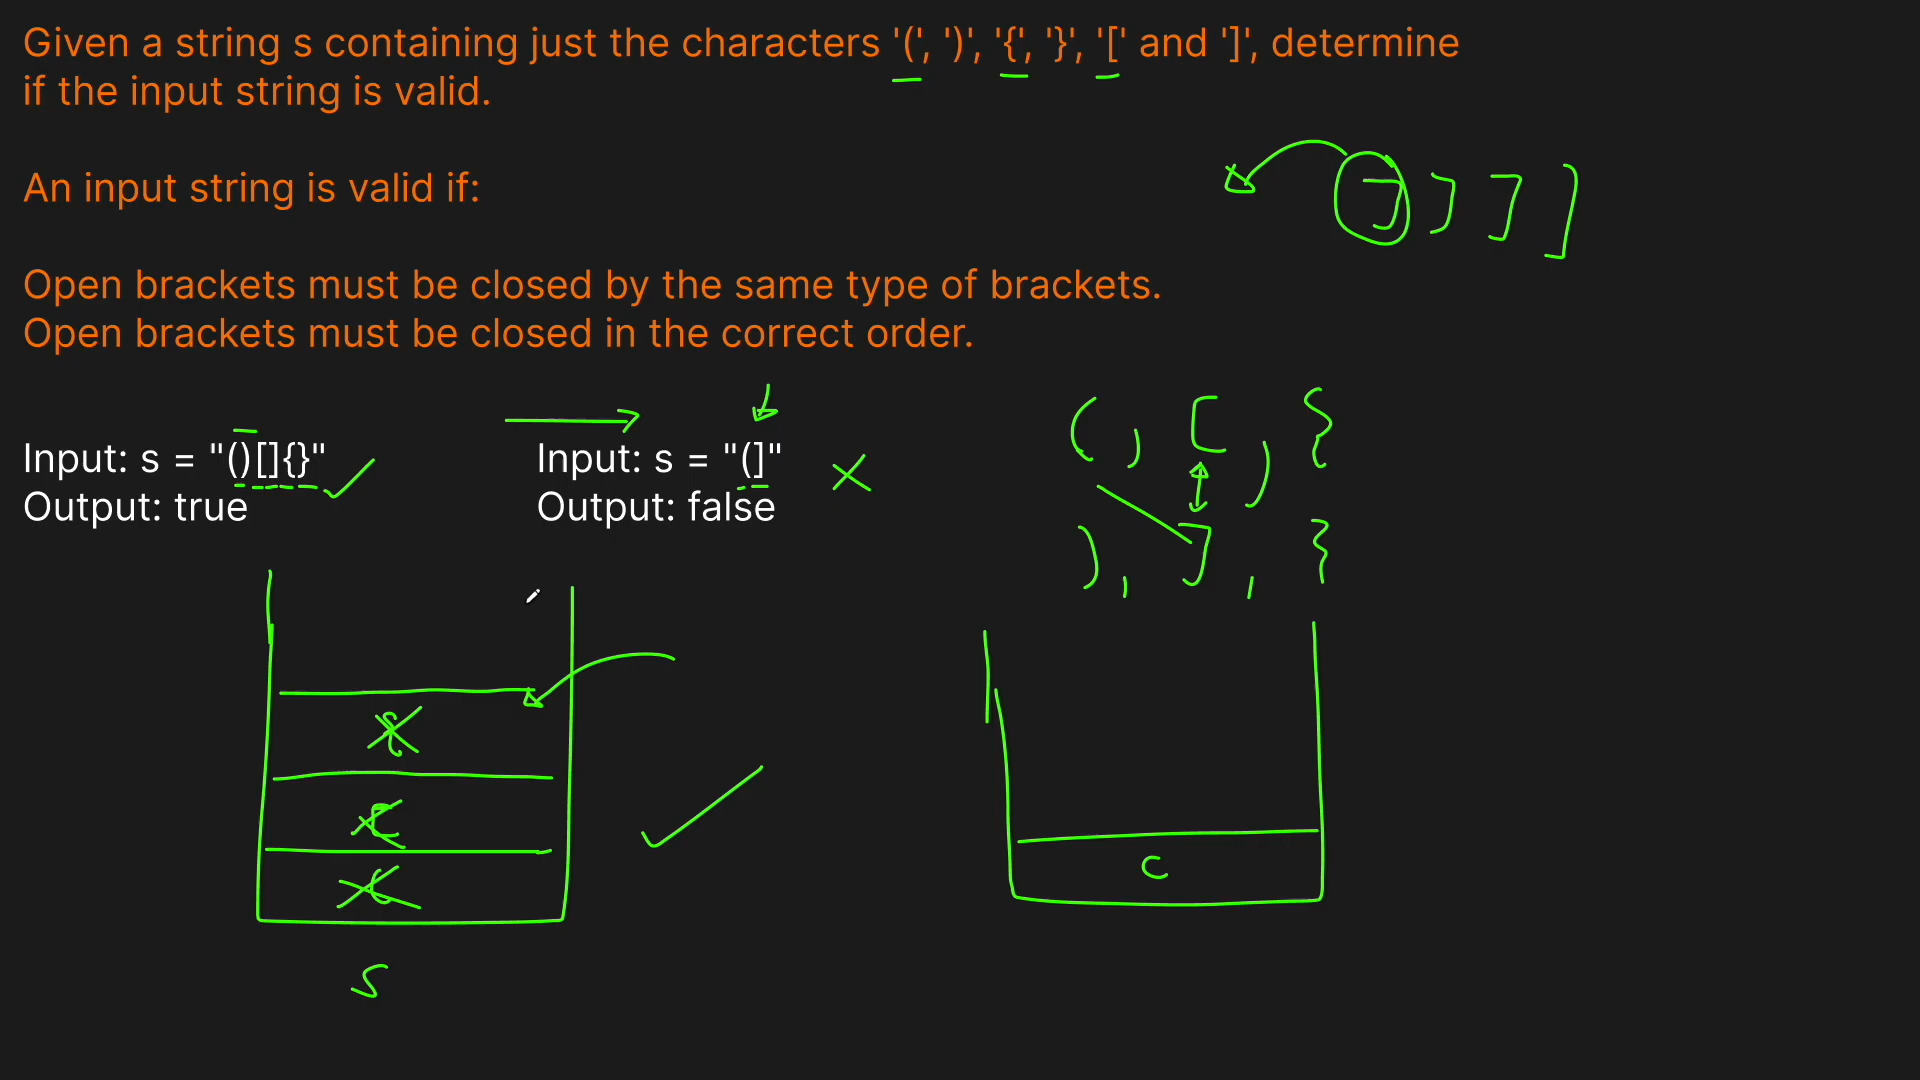 Given a string s containing just the characters '(', ')', '{', '}', '[' and ']', determine
if the input string is valid.
] ] ] ]
An input string is valid if:
Open brackets must be closed by the same type of brackets.
Open brackets must be closed in the correct order.
( , [ , }
Input: s = "()[]{}"
Input: s = "(]"
Output: true
Output: false
) , ] , }
{
[
(
(
S